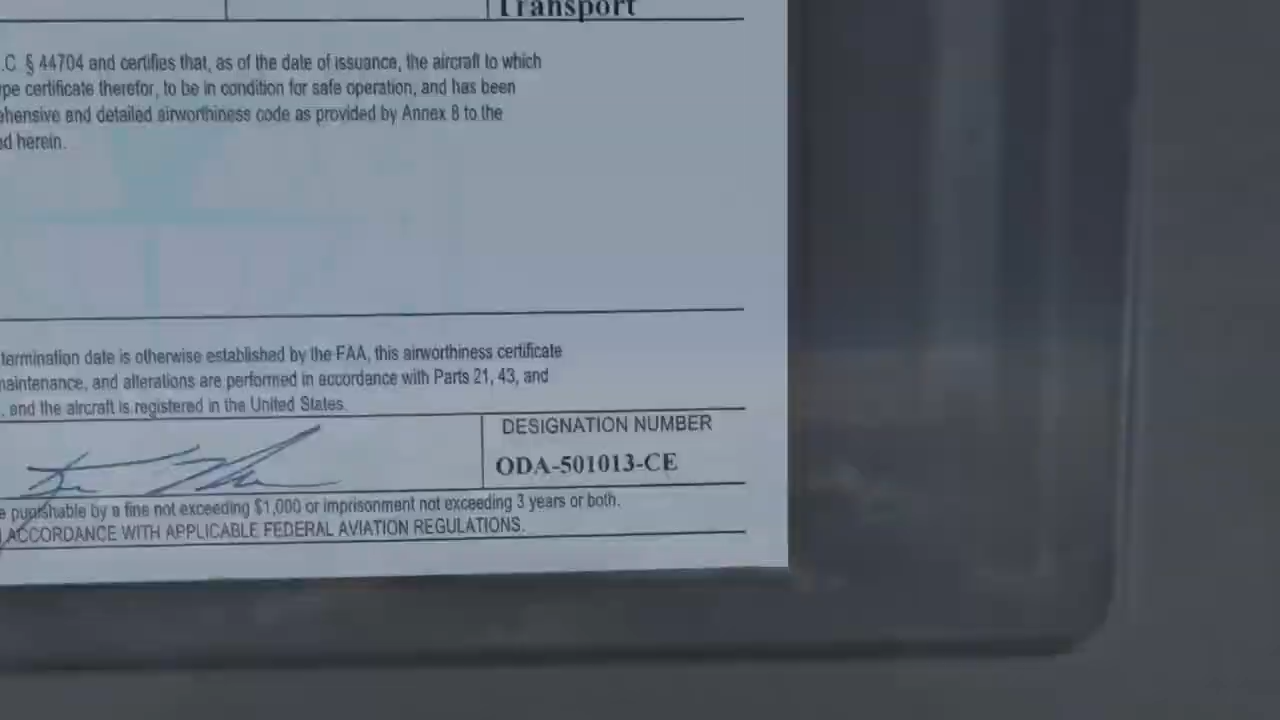 Transport
.C. § 44704 and certifies that, as of the date of issuance, the aircraft to which
pe certificate therefor, to be in condition for safe operation, and has been
ehensive and detailed airworthiness code as provided by Annex 8 to the
ed herein.
termination date is otherwise established by the FAA, this airworthiness certificate
maintenance, and alterations are performed in accordance with Parts 21, 43, and
, and the aircraft is registered in the United States.
DESIGNATION NUMBER
ODA-501013-CE
e punishable by a fine not exceeding $1,000 or imprisonment not exceeding 3 years or both.
ACCORDANCE WITH APPLICABLE FEDERAL AVIATION REGULATIONS.